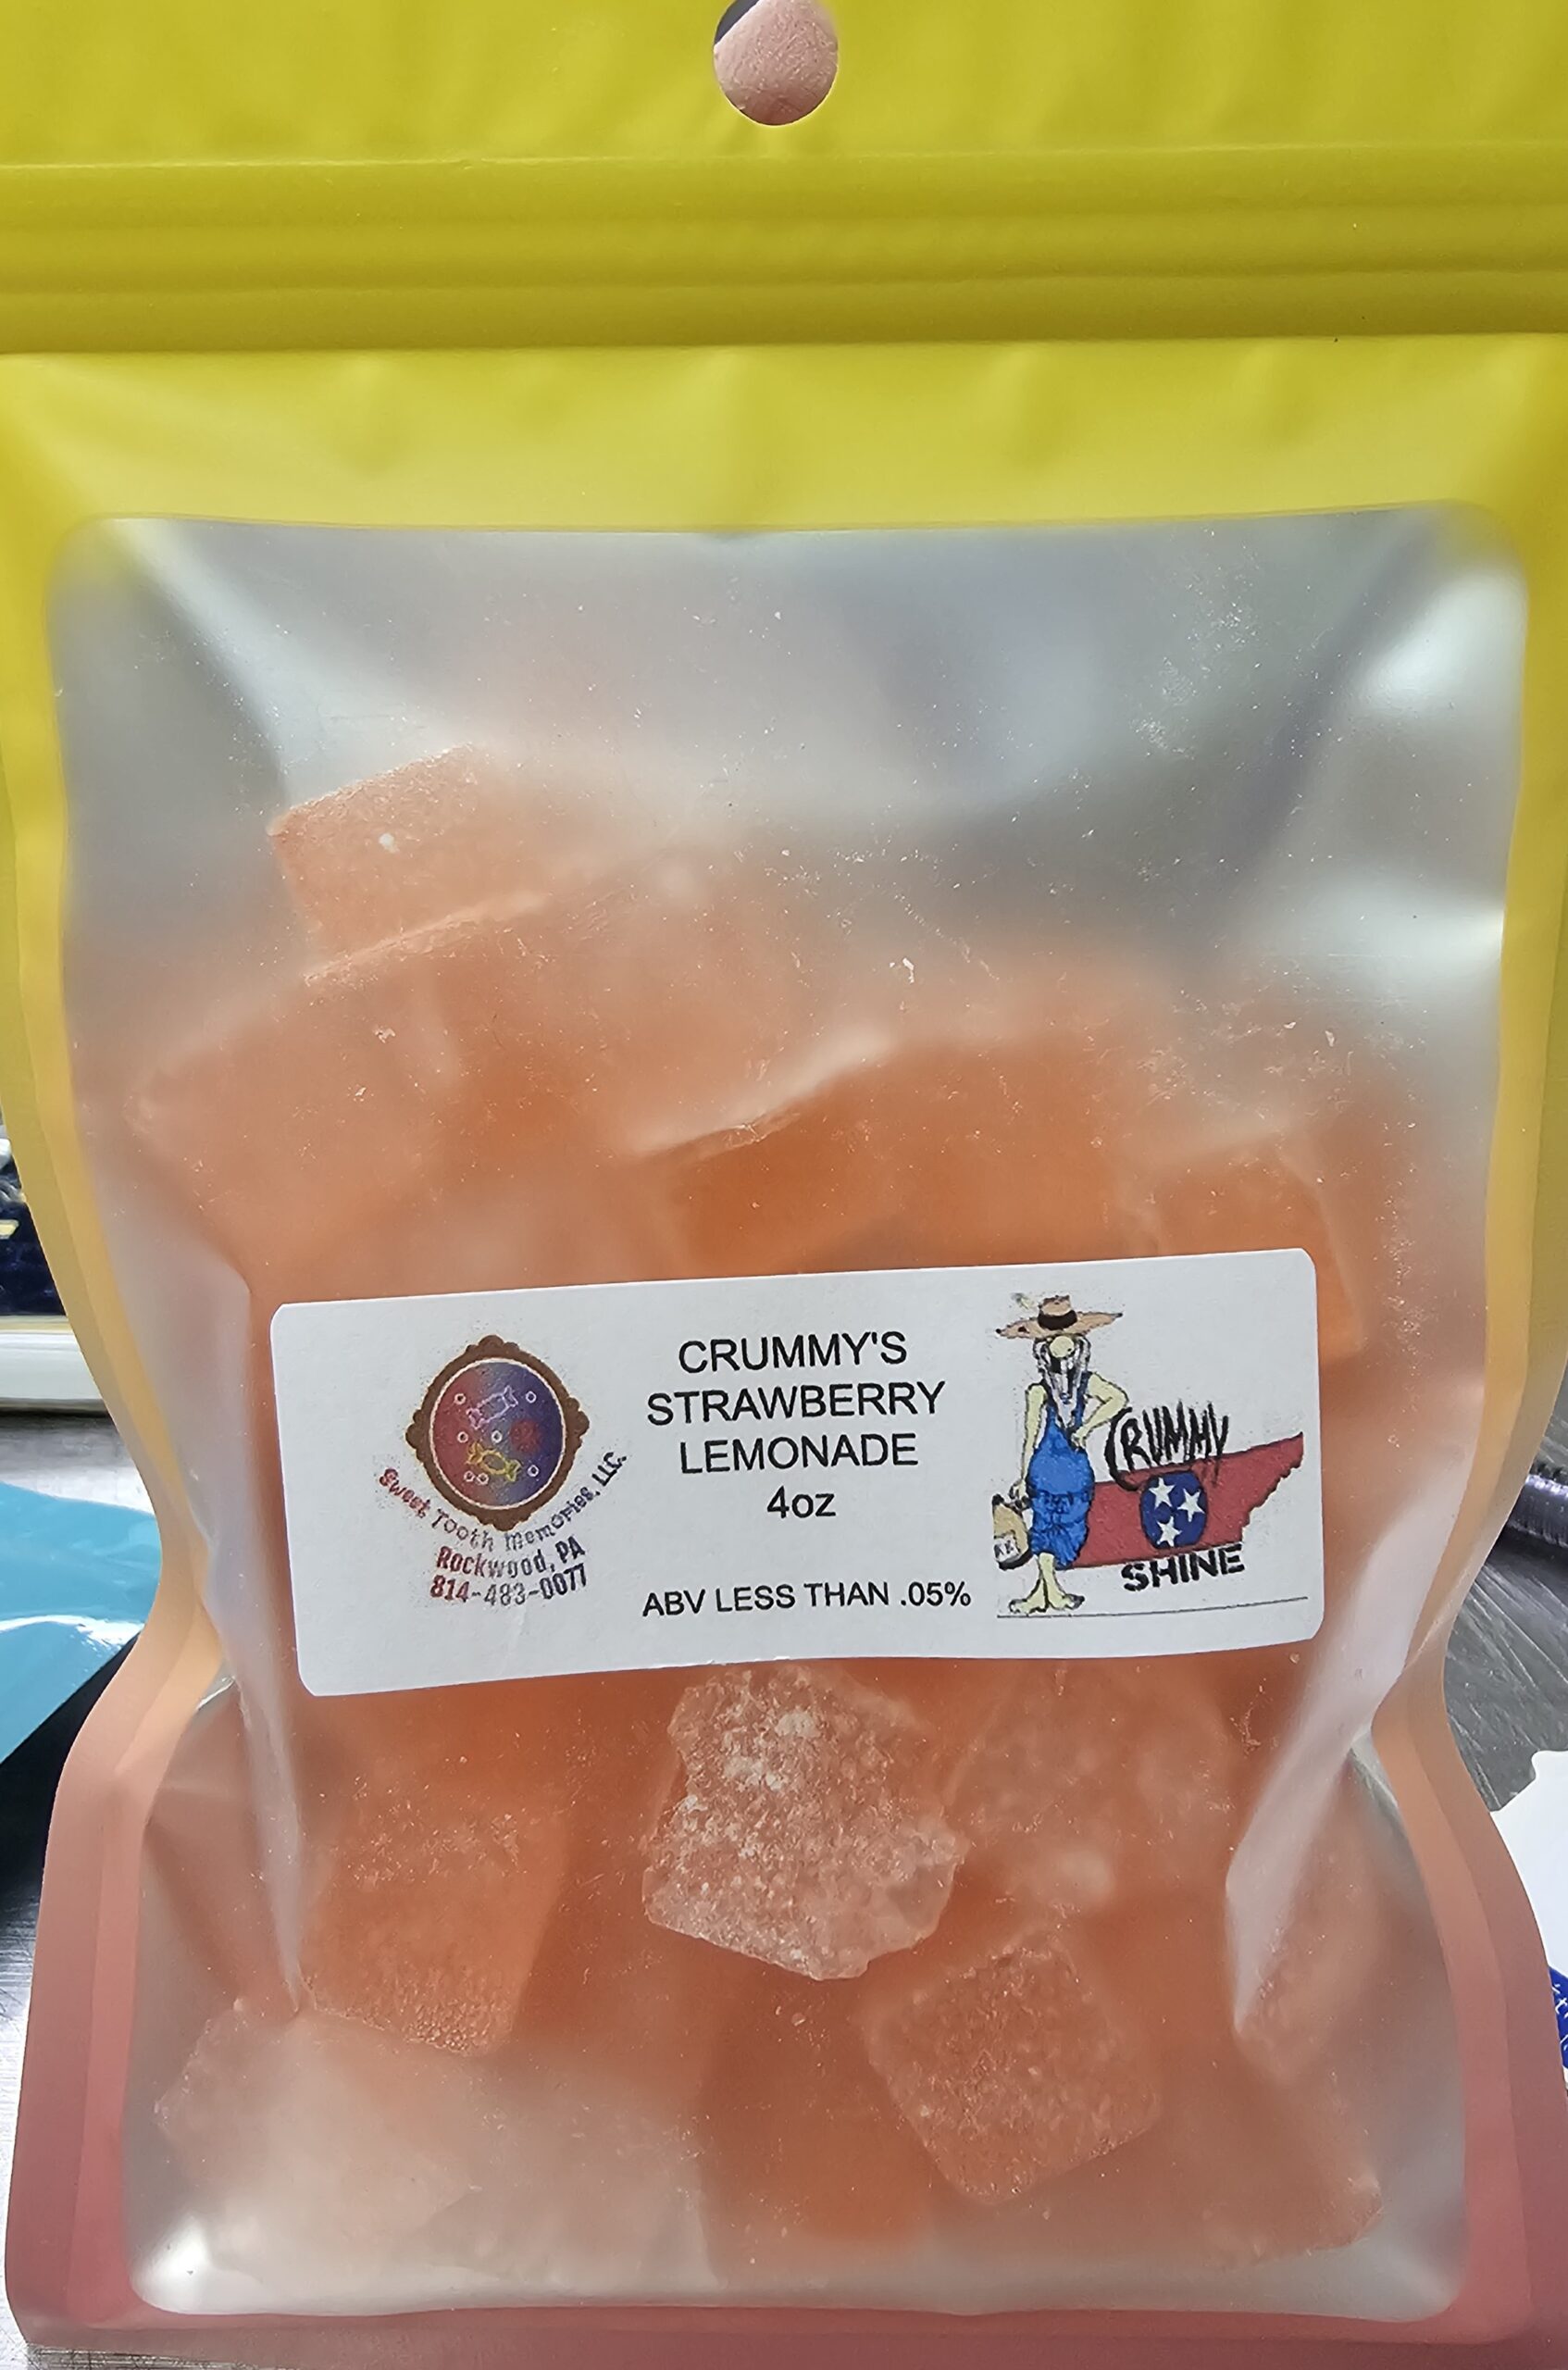 Sweet Tooth Memories, LLC.
Rockwood, PA
814-483-0077
CRUMMY'S
STRAWBERRY
LEMONADE
4oz
ABV LESS THAN .05%
CRUMMY
SHINE